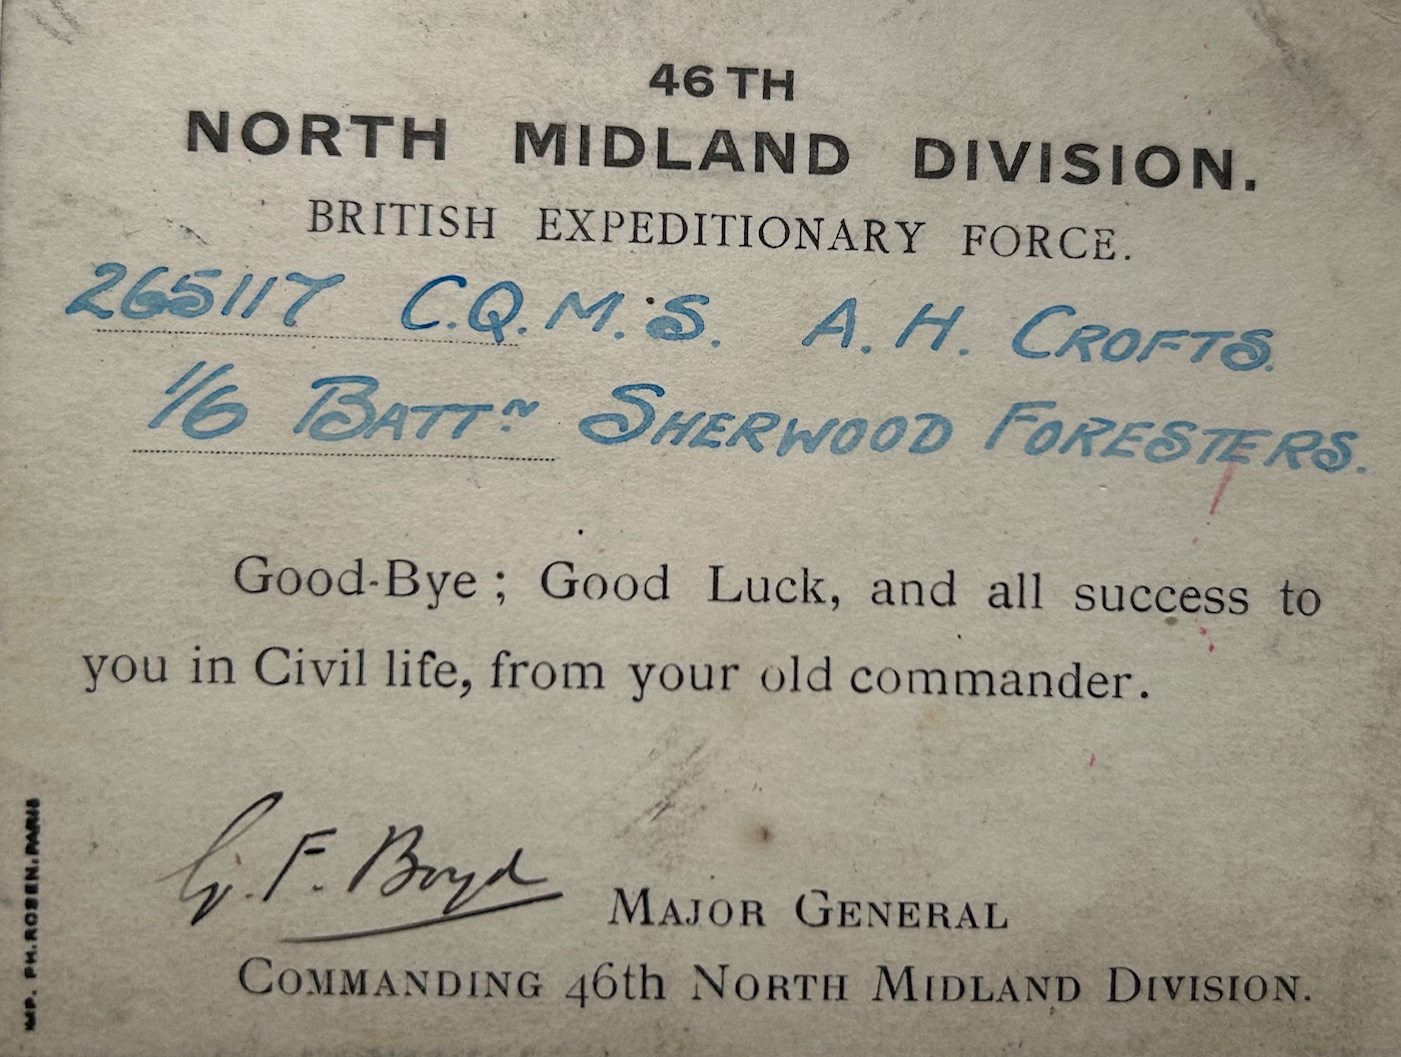 46TH
NORTH MIDLAND DIVISION.
BRITISH EXPEDITIONARY FORCE.
265117 C.Q.M.S. A. H. CROFTS.
1/6 BATTN SHERWOOD FORESTERS.
Good-Bye ; Good Luck, and all success to
you in Civil life, from your old commander.
G. F. Boyd MAJOR GENERAL
COMMANDING 46th NORTH MIDLAND DIVISION.
IMP. PH. ROSEN. PARIS